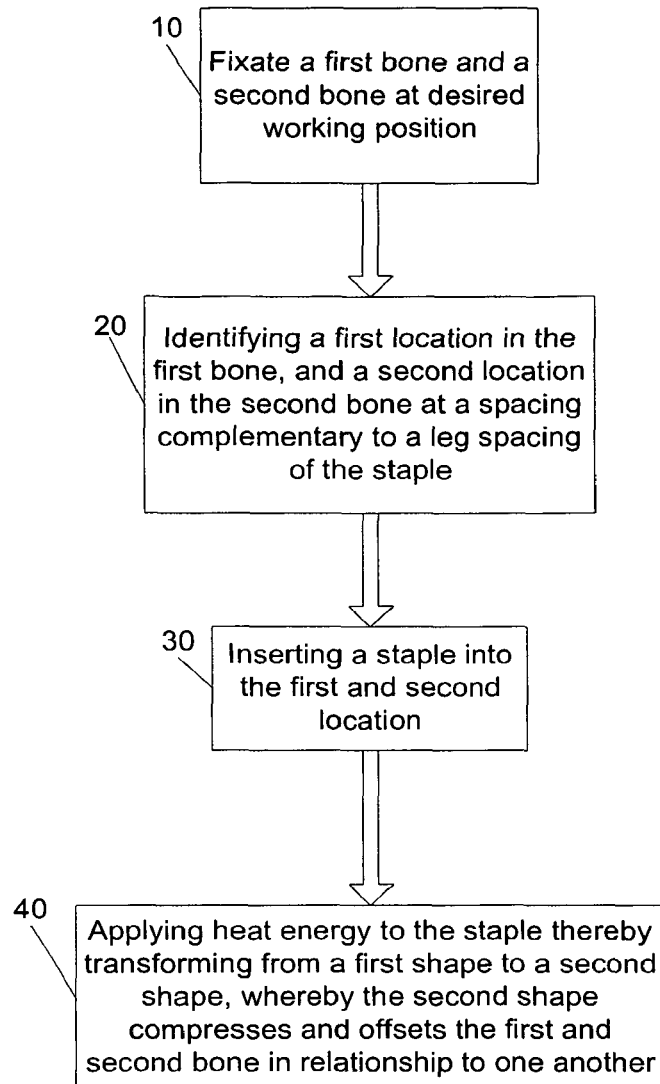 10
Fixate a first bone and a
second bone at desired
working position
20
Identifying a first location in the
first bone, and a second location
in the second bone at a spacing
complementary to a leg spacing
of the staple
30
Inserting a staple into
the first and second
location
40
Applying heat energy to the staple thereby
transforming from a first shape to a second
shape, whereby the second shape
compresses and offsets the first and
second bone in relationship to one another